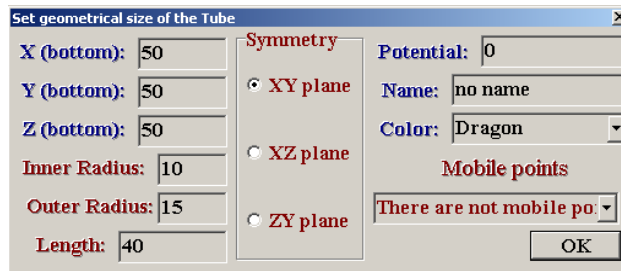 Set geometrical size of the Tube
X (bottom): 50
Y (bottom): 50
Z (bottom): 50
Inner Radius: 10
Outer Radius: 15
Length: 40
Symmetry
XY plane
XZ plane
ZY plane
Potential: 0
Name: no name
Color: Dragon
Mobile points
There are not mobile po
OK